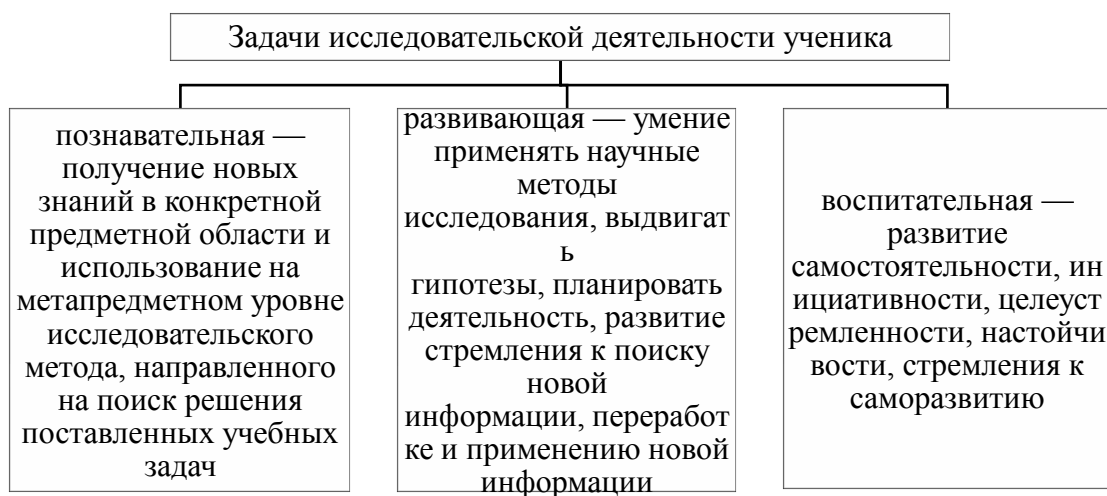 Задачи исследовательской деятельности ученика
познавательная —
получение новых
знаний в конкретной
предметной области и
использование на
метапредметном уровне
исследовательского
метода, направленного
на поиск решения
поставленных учебных
задач
развивающая — умение
применять научные
методы
исследования, выдвигат
ь
гипотезы, планировать
деятельность, развитие
стремления к поиску
новой
информации, переработ
ке и применению новой
информации
воспитательная —
развитие
самостоятельности, ин
ициативности, целеуст
ремленности, настойчи
вости, стремления к
саморазвитию